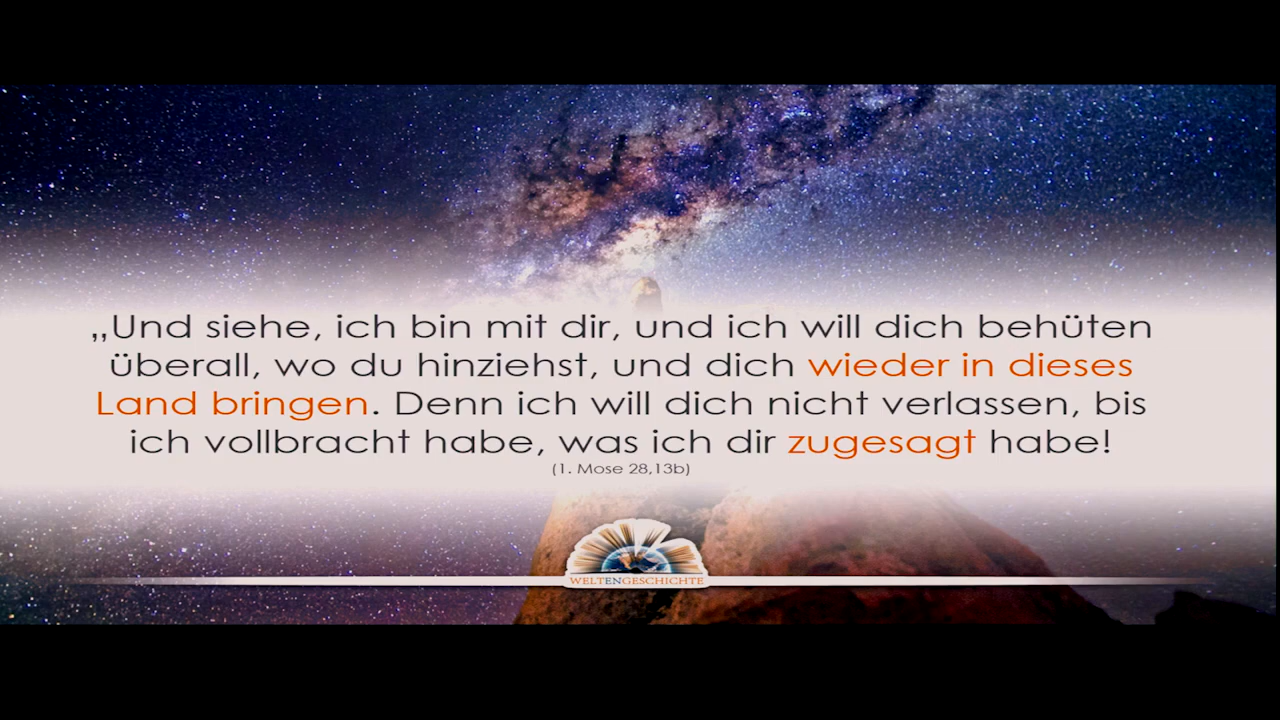 „Und siehe, ich bin mit dir, und ich will dich behüten
überall, wo du hinziehst, und dich wieder in dieses
Land bringen. Denn ich will dich nicht verlassen, bis
ich vollbracht habe, was ich dir zugesagt habe!
(1. Mose 28,13b)
WELTENGESCHICHTE